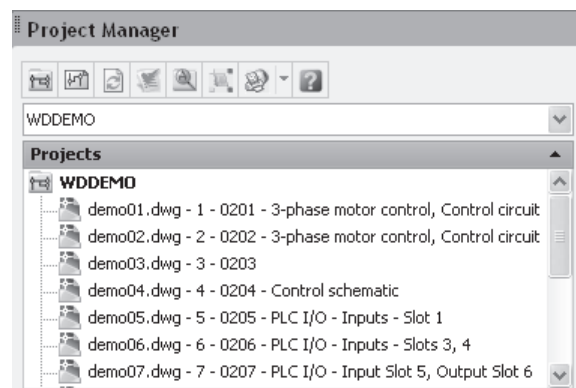 Project Manager
?
WDDEMO
Projects
WDDEMO
demo01.dwg - 1 - 0201 - 3-phase motor control, Control circuit
demo02.dwg - 2 - 0202 - 3-phase motor control, Control circuit
demo03.dwg - 3 - 0203
demo04.dwg - 4 - 0204 - Control schematic
demo05.dwg - 5 - 0205 - PLC I/O - Inputs - Slot 1
demo06.dwg - 6 - 0206 - PLC I/O - Inputs - Slots 3, 4
demo07.dwg - 7 - 0207 - PLC I/O - Input Slot 5, Output Slot 6